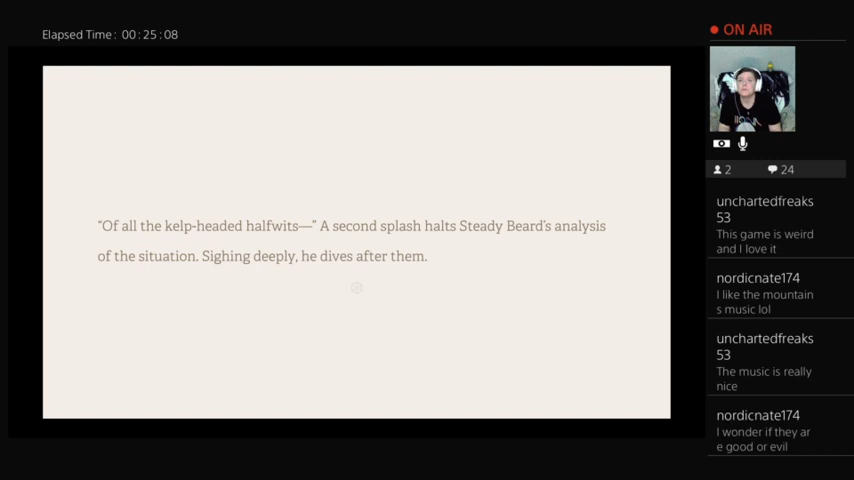 Elapsed Time: 00:25:08
ON AIR
“Of all the kelp-headed halfwits—” A second splash halts Steady Beard’s analysis
of the situation. Sighing deeply, he dives after them.
2
24
unchartedfreaks
53
This game is weird
and I love it
nordicnate174
I like the mountain
s music lol
unchartedfreaks
53
The music is really
nice
nordicnate174
I wonder if they ar
e good or evil